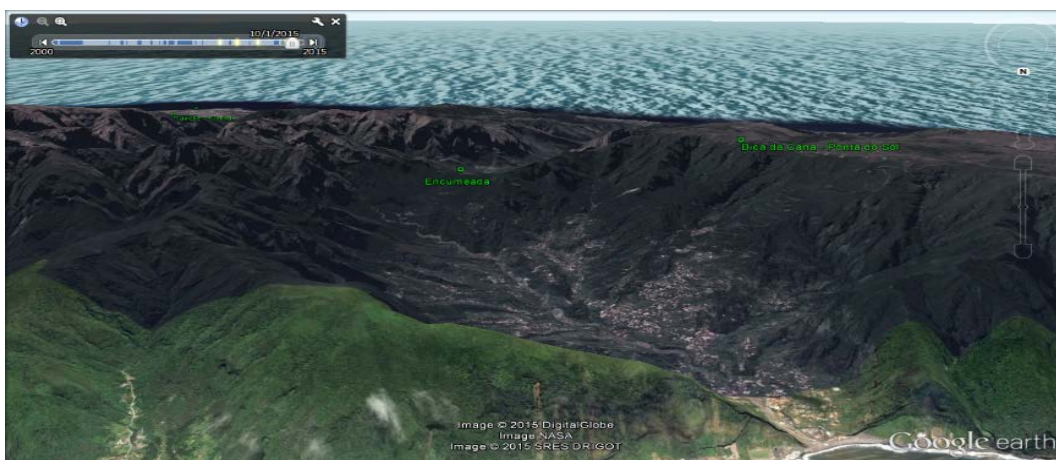 10/1/2015
2000
2015
N
Bica da Cana - Ponta do Sol
Encumeada
Image © 2015 DigitalGlobe
Image NASA
Image © 2015 SRES DRIGOT
Google earth